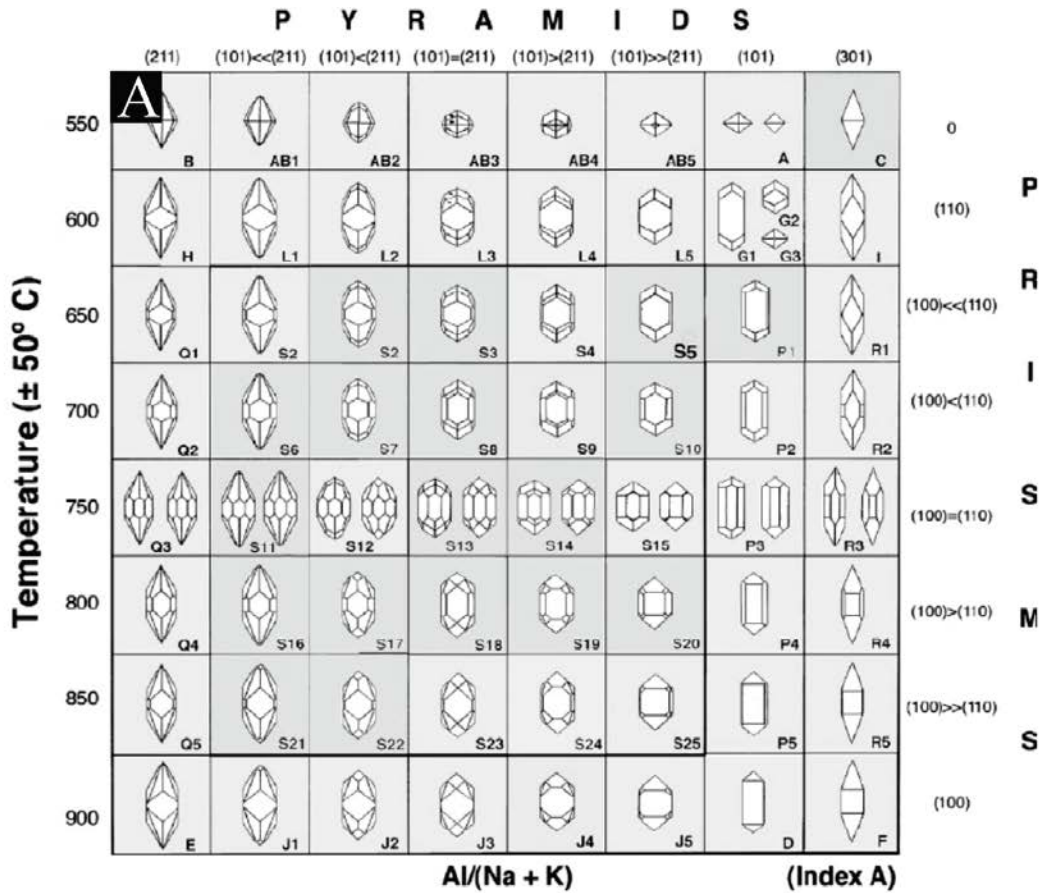 P Y R A M I D S
(211) (101)<<(211) (101)<(211) (101)=(211) (101)>(211) (101)>>(211) (101) (301)
A
550 B AB1 AB2 AB3 AB4 AB5 A C 0
600 H L1 L2 L3 L4 L5 G1 G2 G3 I (110)
650 Q1 S2 S2 S3 S4 S5 P1 R1 (100)<<(110)
700 Q2 S6 S7 S8 S9 S10 P2 R2 (100)<(110)
750 Q3 S11 S12 S13 S14 S15 P3 R3 (100)=(110)
800 Q4 S16 S17 S18 S19 S20 P4 R4 (100)>(110)
850 Q5 S21 S22 S23 S24 S25 P5 R5 (100)>>(110)
900 E J1 J2 J3 J4 J5 D F (100)
Al/(Na + K) (Index A)
Temperature (± 50º C)
P R I S M S